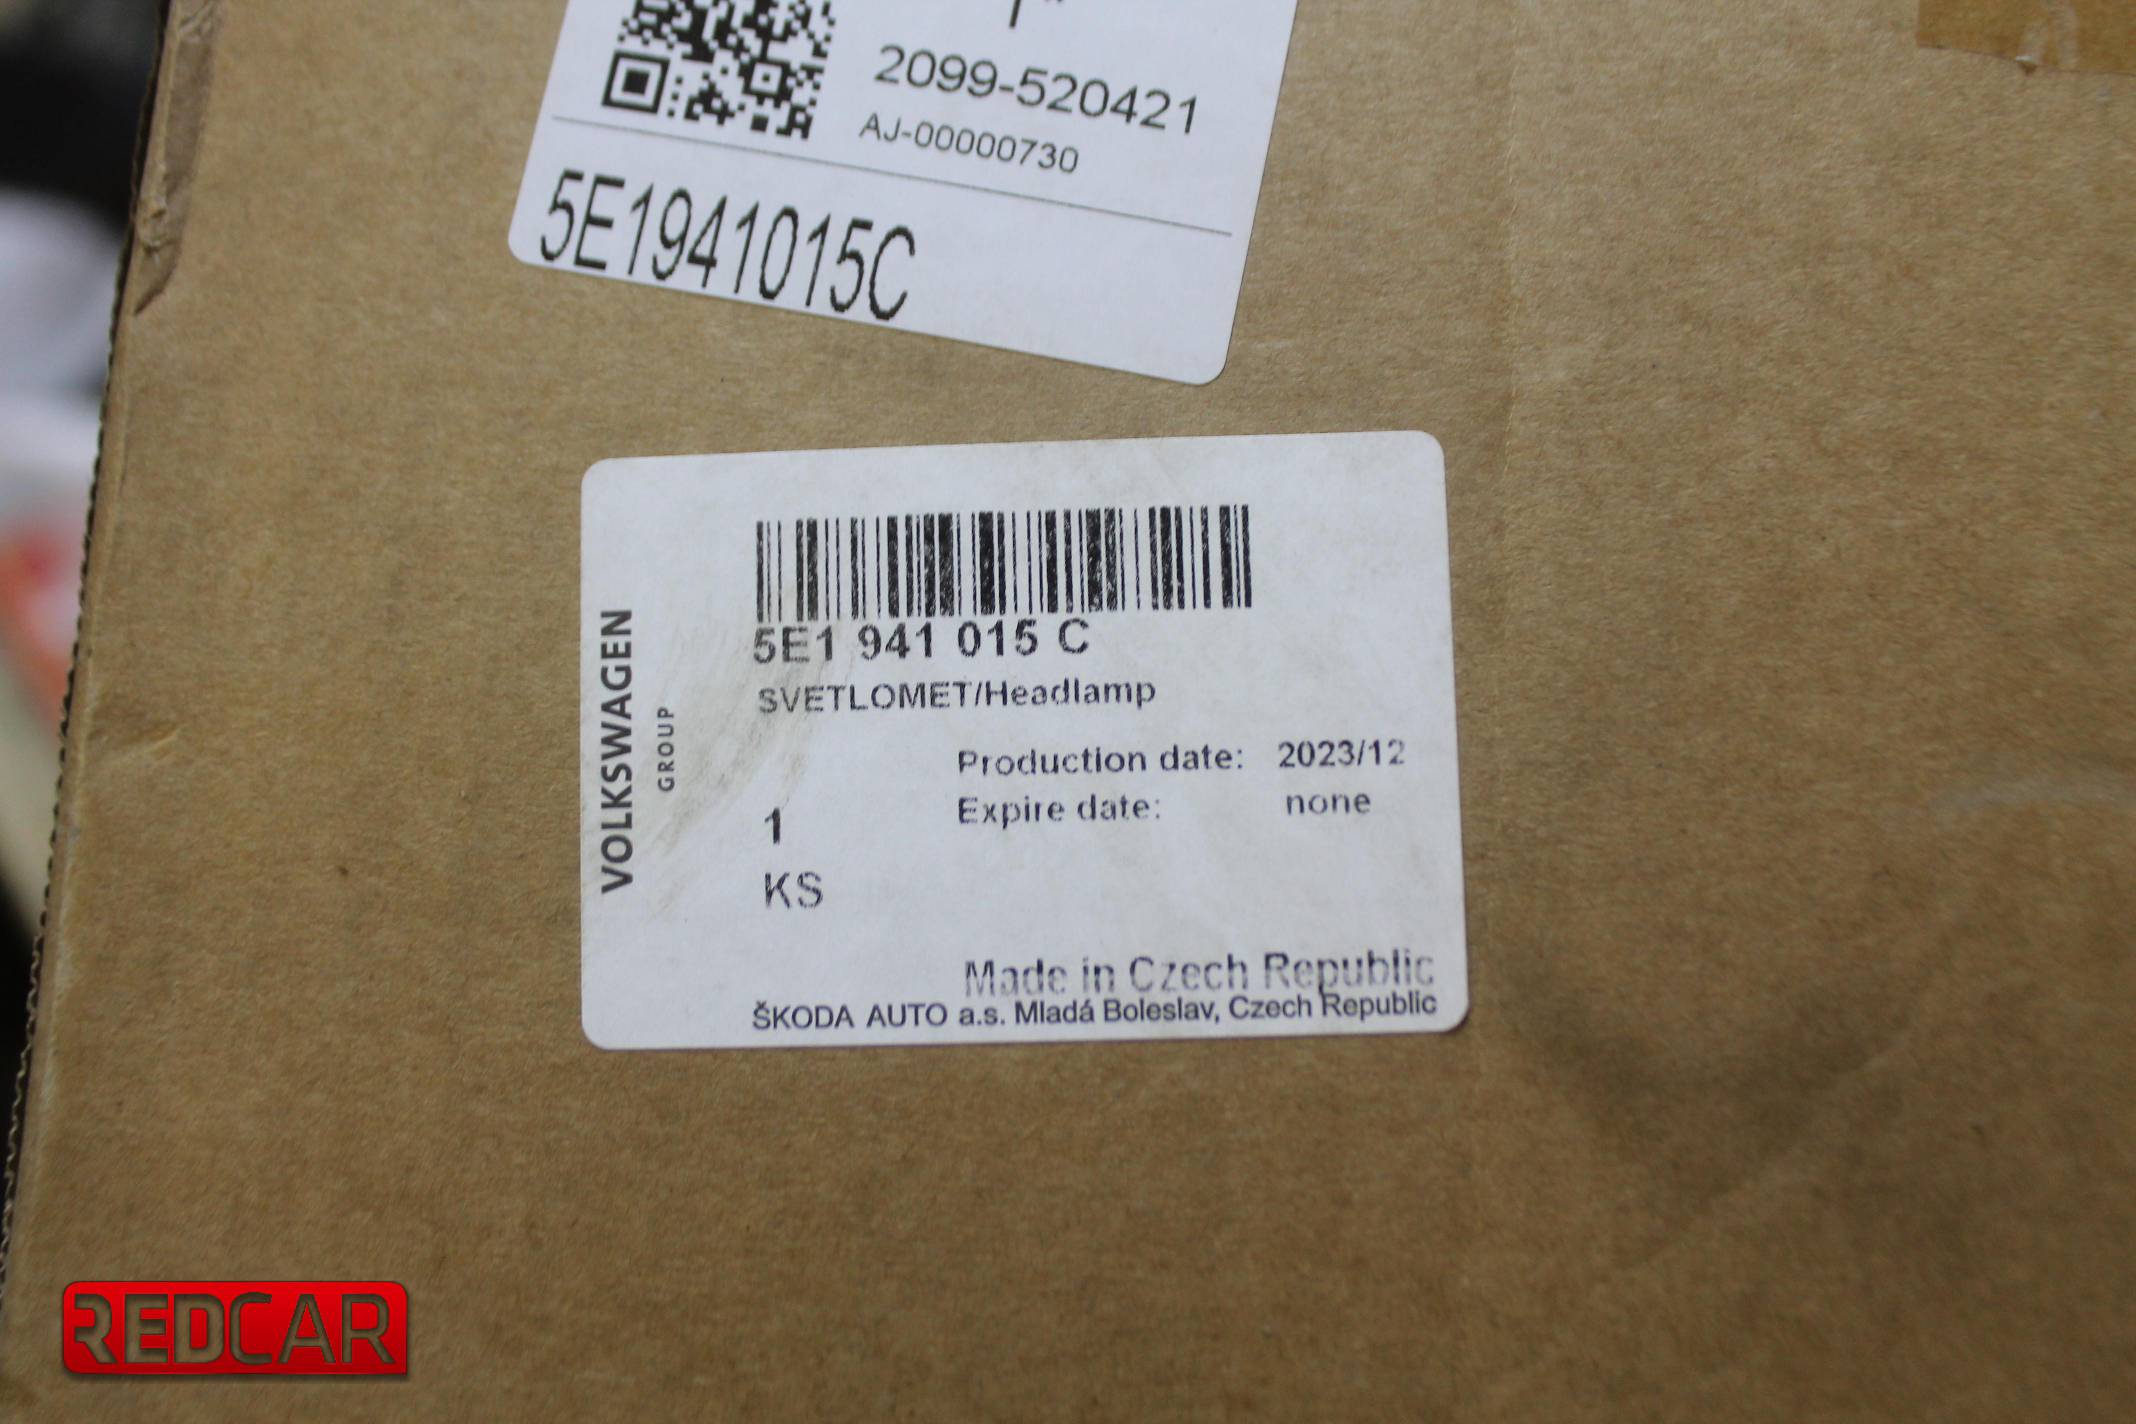 2099-520421
AJ-00000730
5E1941015C
VOLKSWAGEN
GROUP
5E1 941 015 C
SVETLOMET/Headlamp
Production date: 2023/12
Expire date: none
1
KS
Made in Czech Republic
ŠKODA AUTO a.s. Mladá Boleslav, Czech Republic
REDCAR